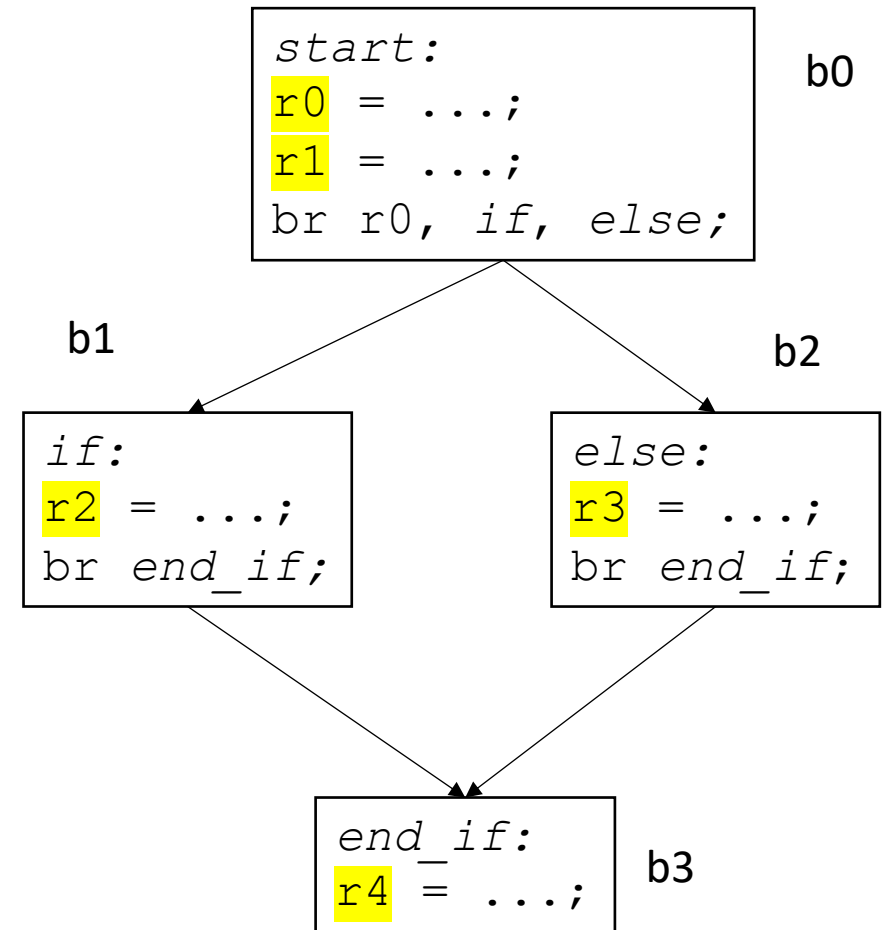 start:
r0 = ...;
r1 = ...;
br r0, if, else;
b0
b1
if:
r2 = ...;
br end_if;
b2
else:
r3 = ...;
br end_if;
end_if:
r4 = ...;
b3